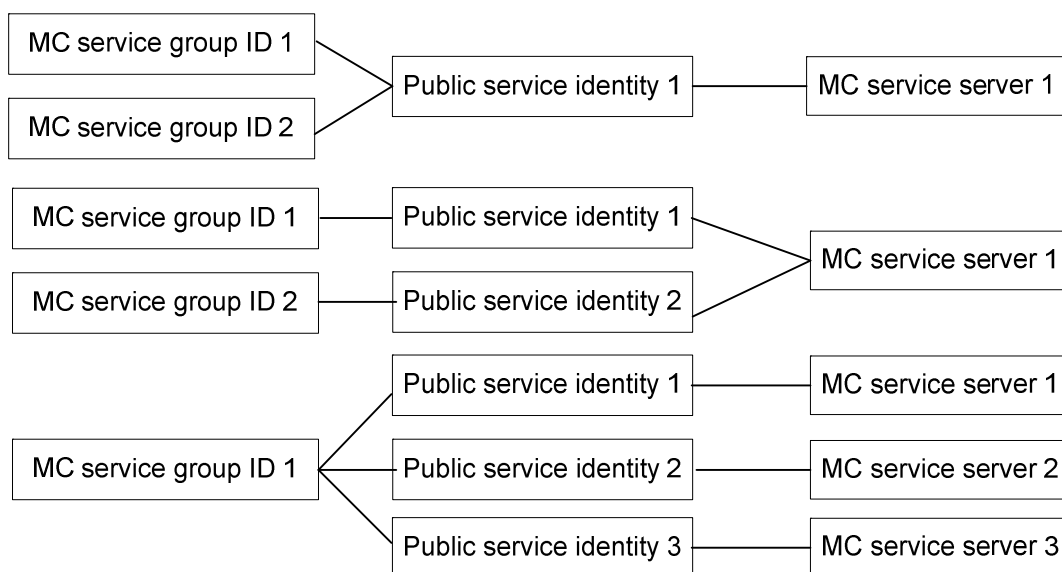 MC service group ID 1
Public service identity 1
MC service server 1
MC service group ID 2
MC service group ID 1
Public service identity 1
MC service server 1
MC service group ID 2
Public service identity 2
Public service identity 1
MC service server 1
MC service group ID 1
Public service identity 2
MC service server 2
Public service identity 3
MC service server 3